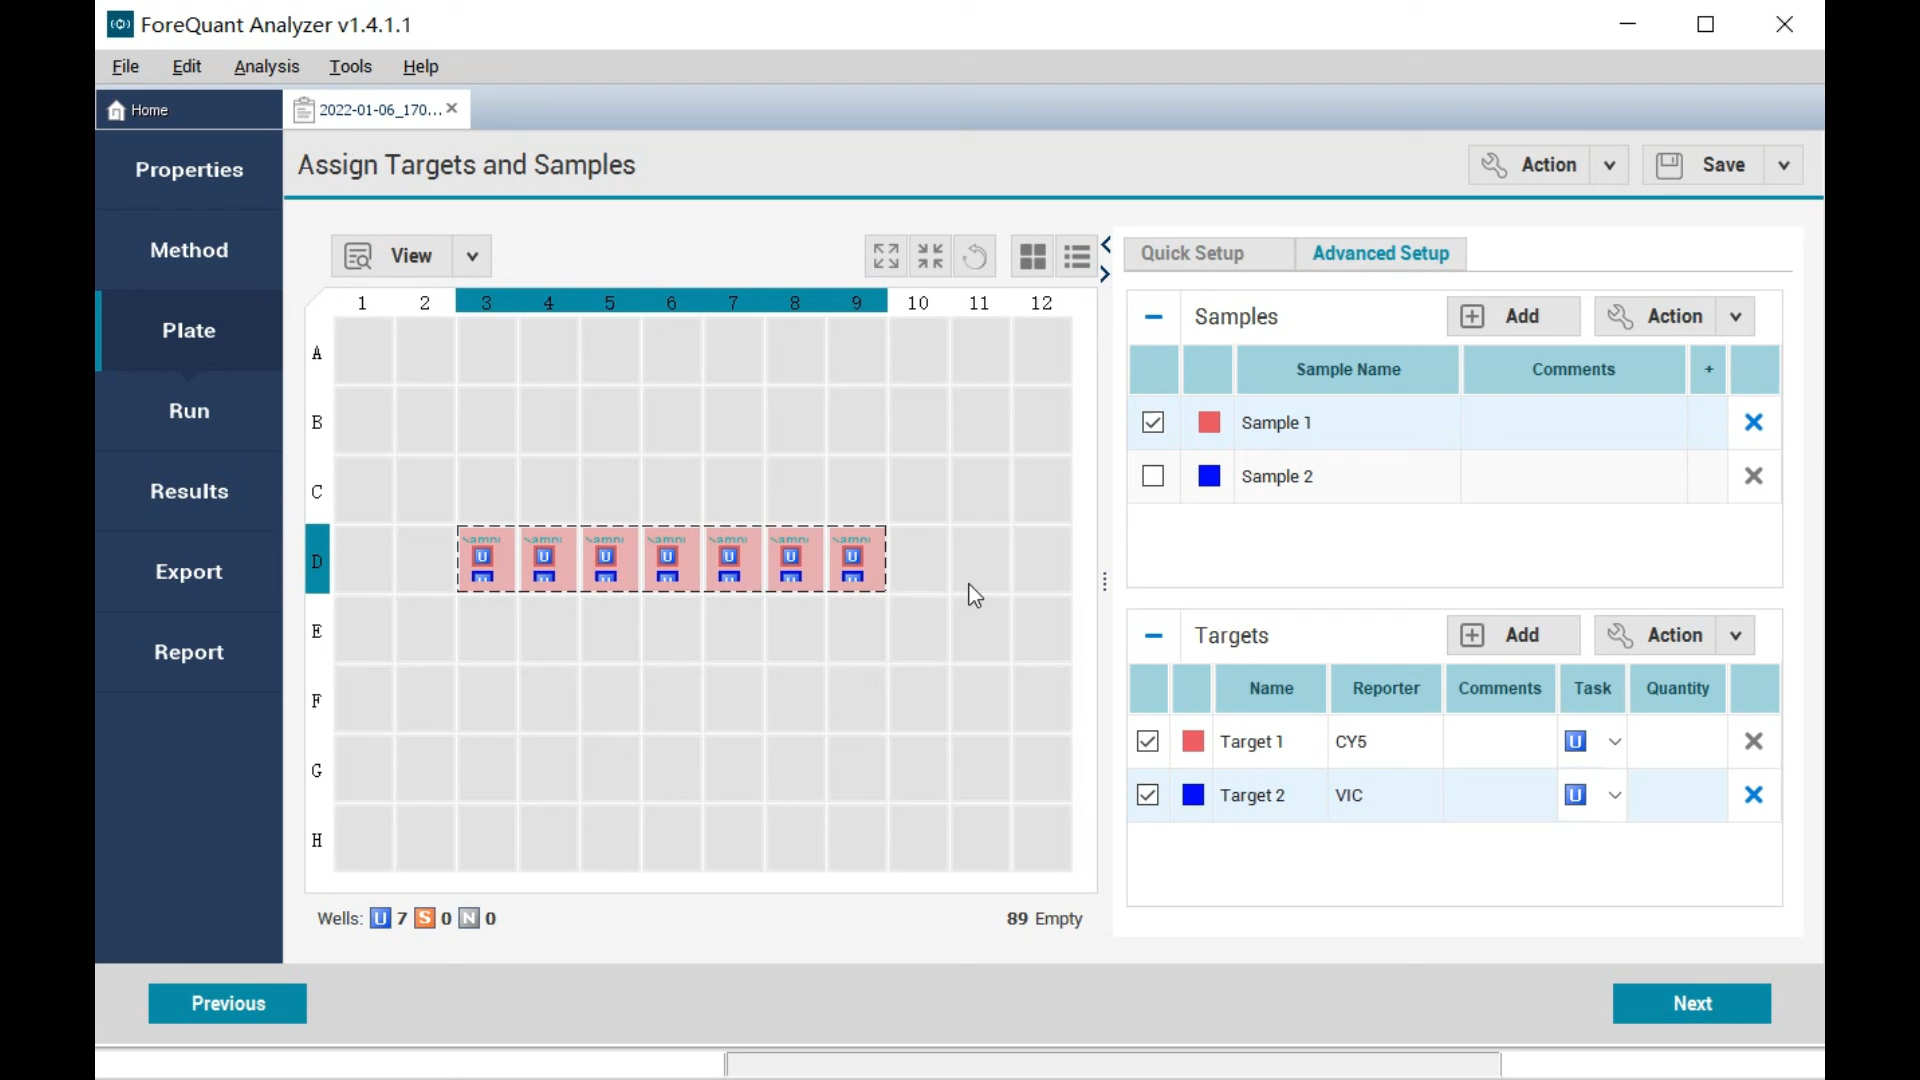 ForeQuant Analyzer v1.4.1.1
File Edit Analysis Tools Help
Home 2022-01-06_170...
Properties
Method
Plate
Run
Results
Export
Report
Assign Targets and Samples
Action Save
View
1 2 3 4 5 6 7 8 9 10 11 12
A
B
C
D
E
F
G
H
U U U U U U U
Wells: U 7 S 0 N 0 89 Empty
Quick Setup Advanced Setup
Samples Add Action
Sample Name Comments +
Sample 1
Sample 2
Targets Add Action
Name Reporter Comments Task Quantity
Target 1 CY5 U
Target 2 VIC U
Previous Next